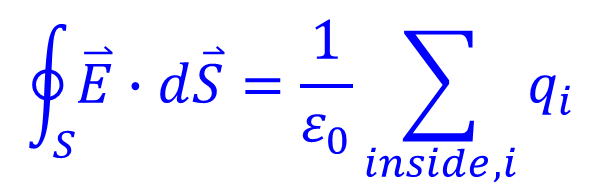 ∮_S E⃗ · dS⃗ = 1/ε₀ ∑_{inside,i} q_i